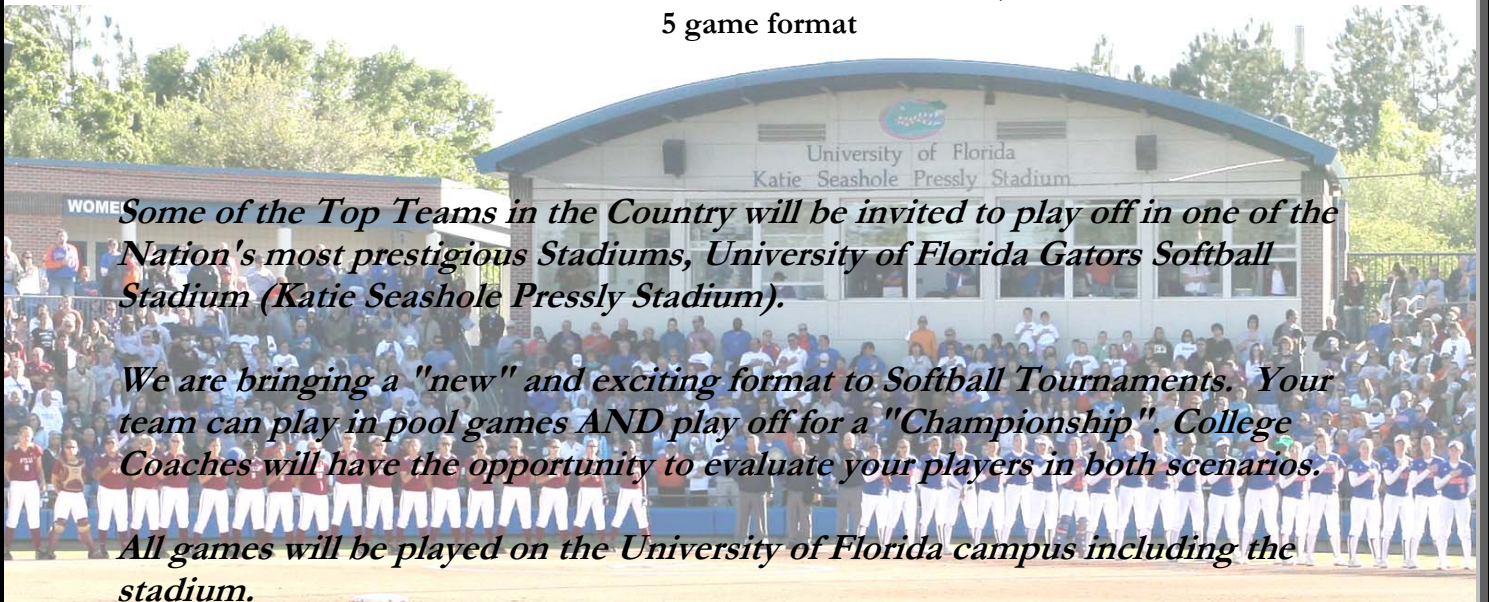 5 game format
University of Florida
Katie Seashole Pressly Stadium
Some of the Top Teams in the Country will be invited to play off in one of the
Nation's most prestigious Stadiums, University of Florida Gators Softball
Stadium (Katie Seashole Pressly Stadium).
We are bringing a "new" and exciting format to Softball Tournaments.  Your
team can play in pool games AND play off for a "Championship". College
Coaches will have the opportunity to evaluate your players in both scenarios.
All games will be played on the University of Florida campus including the
stadium.